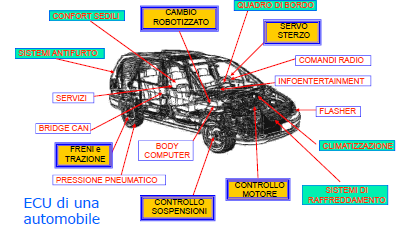 QUADRO DI BORDO
CAMBIO
ROBOTIZZATO
CONFORT SEDILI
SERVO
STERZO
SISTEMI ANTIFURTO
COMANDI RADIO
INFOENTERTAINMENT
SERVIZI
FLASHER
BRIDGE CAN
BODY
COMPUTER
CLIMATIZZAZIONE
FRENI e
TRAZIONE
PRESSIONE PNEUMATICO
CONTROLLO
MOTORE
SISTEMI DI
RAFFREDDAMENTO
CONTROLLO
SOSPENSIONI
ECU di una
automobile